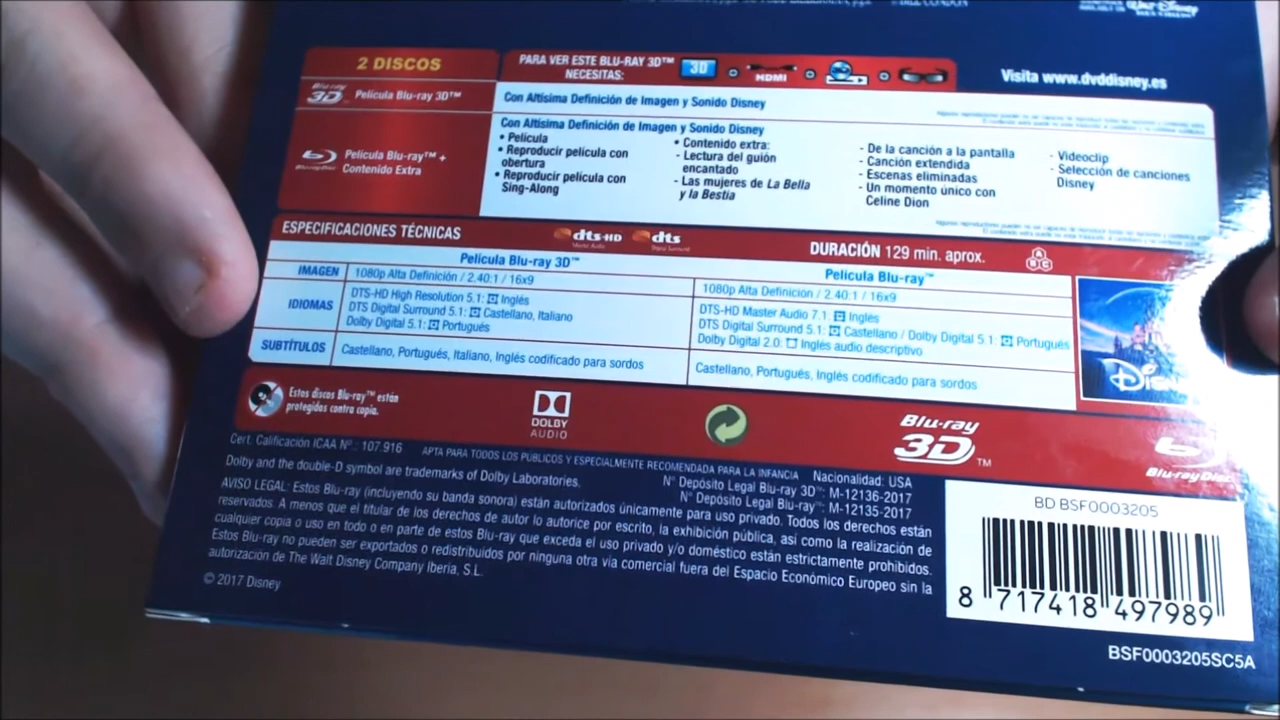 BILL CONDON
Walt Disney
2 DISCOS
PARA VER ESTE BLU-RAY 3D™
NECESITAS:
3D
HDMI
Visita www.dvddisney.es
Blu-ray 3D Película Blu-ray 3D™
Con Altísima Definición de Imagen y Sonido Disney
Blu-ray Disc
Película Blu-ray™ +
Contenido Extra
Con Altísima Definición de Imagen y Sonido Disney
• Película
• Reproducir película con
obertura
• Reproducir película con
Sing-Along
• Contenido extra:
- Lectura del guión
encantado
- Las mujeres de La Bella
y la Bestia
- De la canción a la pantalla
- Canción extendida
- Escenas eliminadas
- Un momento único con
Celine Dion
- Videoclip
- Selección de canciones
Disney
ESPECIFICACIONES TÉCNICAS
dts-HD
Master Audio
dts
Digital Surround
DURACIÓN 129 min. aprox.
A B C
Película Blu-ray 3D™
Película Blu-ray™
IMAGEN
1080p Alta Definición / 2.40:1 / 16x9
1080p Alta Definición / 2.40:1 / 16x9
IDIOMAS
DTS-HD High Resolution 5.1: Inglés
DTS Digital Surround 5.1: Castellano, Italiano
Dolby Digital 5.1: Portugués
DTS-HD Master Audio 7.1: Inglés
DTS Digital Surround 5.1: Castellano / Dolby Digital 5.1: Portugués
Dolby Digital 2.0: Inglés audio descriptivo
SUBTÍTULOS
Castellano, Portugués, Italiano, Inglés codificado para sordos
Castellano, Portugués, Inglés codificado para sordos
Estos discos Blu-ray™ están
protegidos contra copia.
DOLBY
AUDIO
Blu-ray
3D™
Blu-ray Disc
Cert. Calificación ICAA Nº.: 107.916
APTA PARA TODOS LOS PÚBLICOS Y ESPECIALMENTE RECOMENDADA PARA LA INFANCIA
Nacionalidad: USA
Dolby and the double-D symbol are trademarks of Dolby Laboratories.
Nº Depósito Legal Blu-ray 3D™: M-12136-2017
Nº Depósito Legal Blu-ray™: M-12135-2017
AVISO LEGAL: Estos Blu-ray (incluyendo su banda sonora) están autorizados únicamente para uso privado. Todos los derechos están
reservados. A menos que el titular de los derechos de autor lo autorice por escrito, la exhibición pública, así como la realización de
cualquier copia o uso en todo o en parte de estos Blu-ray que exceda el uso privado y/o doméstico están estrictamente prohibidos.
Estos Blu-ray no pueden ser exportados o redistribuidos por ninguna otra vía comercial fuera del Espacio Económico Europeo sin la
autorización de The Walt Disney Company Iberia, S.L.
© 2017 Disney
BD BSF0003205
8 717418 497989
BSF0003205SC5A